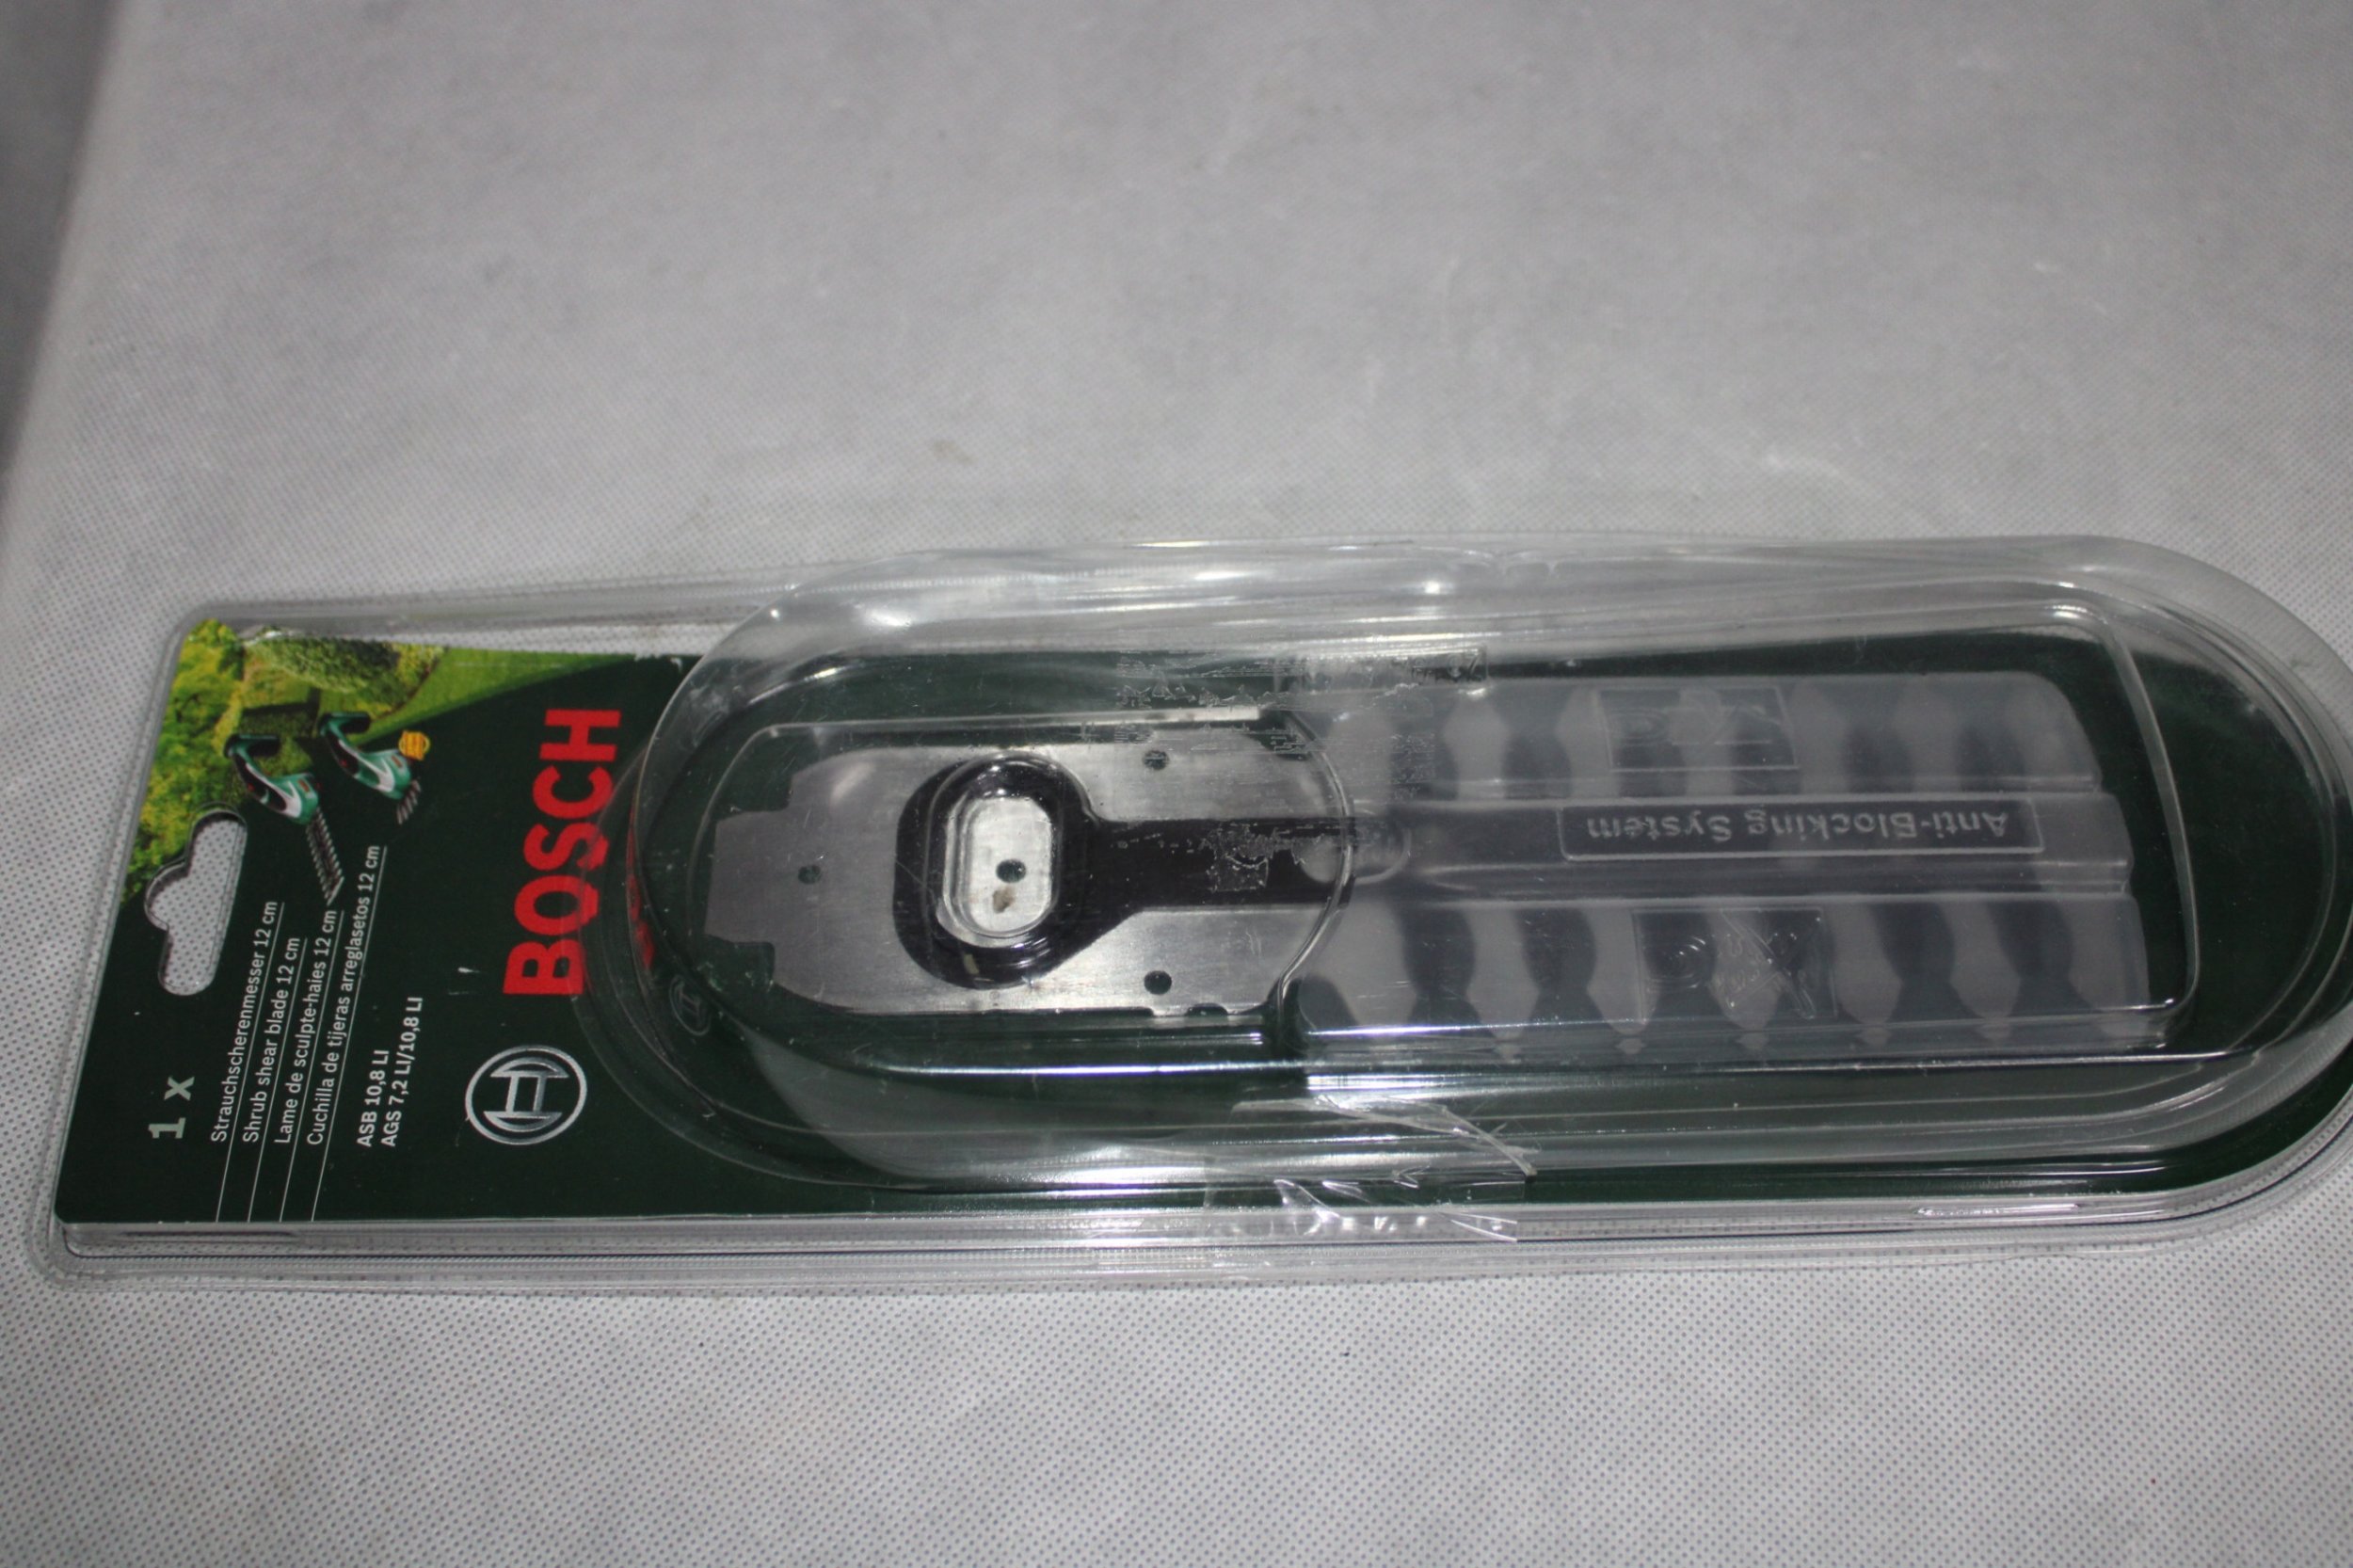 1 x
Strauchscherenmesser 12 cm
Shrub shear blade 12 cm
Lame de sculpte-haies 12 cm
Cuchilla de tijeras arreglasetos 12 cm
ASB 10,8 LI
AGS 7,2 LI/10,8 LI
BOSCH
Anti-Blocking System